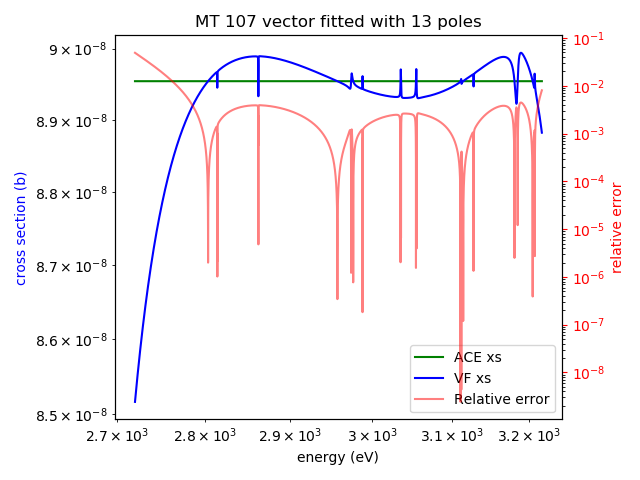 MT 107 vector fitted with 13 poles
cross section (b)
9 × 10⁻⁸
8.9 × 10⁻⁸
8.8 × 10⁻⁸
8.7 × 10⁻⁸
8.6 × 10⁻⁸
8.5 × 10⁻⁸
10⁻¹
10⁻²
10⁻³
10⁻⁴
10⁻⁵
10⁻⁶
10⁻⁷
10⁻⁸
relative error
ACE xs
VF xs
Relative error
2.7 × 10³ 2.8 × 10³ 2.9 × 10³ 3 × 10³ 3.1 × 10³ 3.2 × 10³
energy (eV)